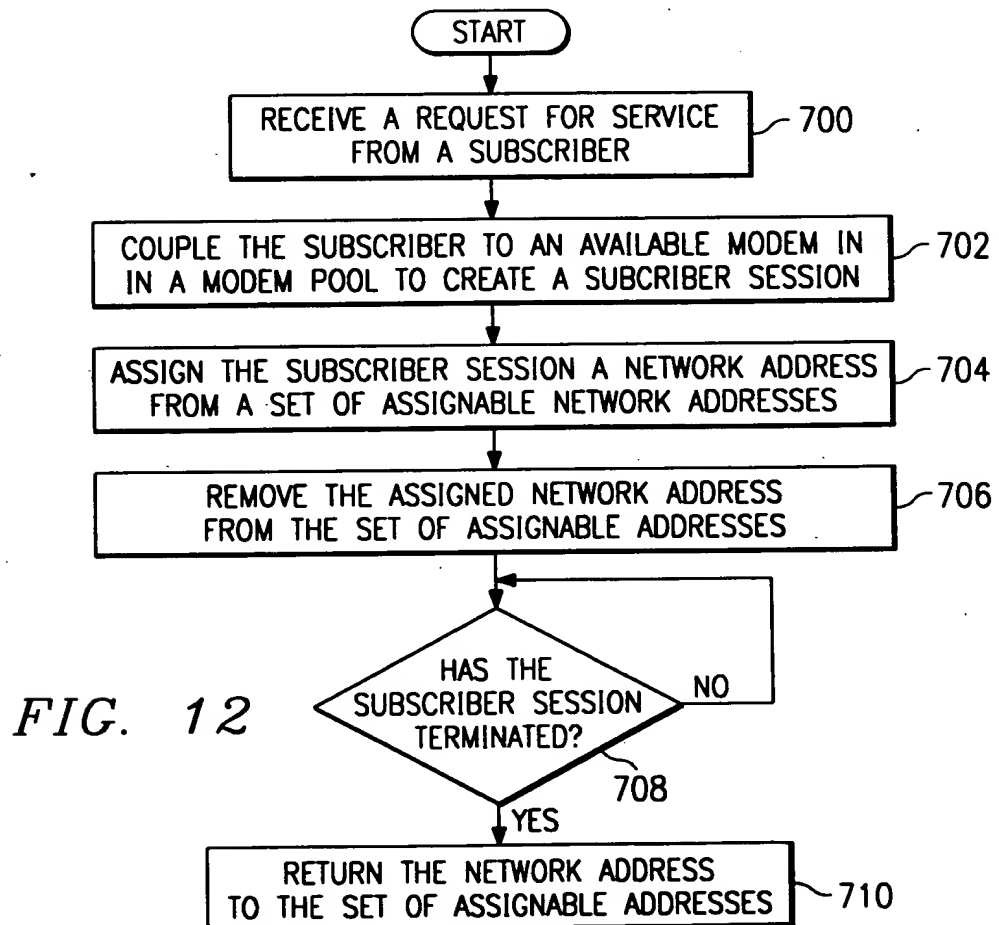 START
RECEIVE A REQUEST FOR SERVICE
FROM A SUBSCRIBER
700
COUPLE THE SUBSCRIBER TO AN AVAILABLE MODEM IN
IN A MODEM POOL TO CREATE A SUBCRIBER SESSION
702
ASSIGN THE SUBSCRIBER SESSION A NETWORK ADDRESS
FROM A SET OF ASSIGNABLE NETWORK ADDRESSES
704
REMOVE THE ASSIGNED NETWORK ADDRESS
FROM THE SET OF ASSIGNABLE ADDRESSES
706
HAS THE
SUBSCRIBER SESSION
TERMINATED?
NO
708
FIG. 12
YES
RETURN THE NETWORK ADDRESS
TO THE SET OF ASSIGNABLE ADDRESSES
710